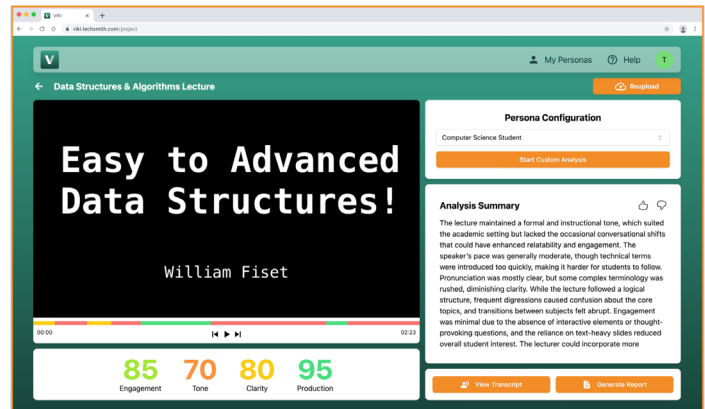 VIKI
viki.techsmith.com/project
V
My Personas
Help
T
Data Structures & Algorithms Lecture
Reupload
Easy to Advanced
Data Structures!
William Fiset
00:00
02:23
85
Engagement
70
Tone
80
Clarity
95
Production
Persona Configuration
Computer Science Student
Start Custom Analysis
Analysis Summary
The lecture maintained a formal and instructional tone, which suited
the academic setting but lacked the occasional conversational shifts
that could have enhanced relatability and engagement. The
speaker's pace was generally moderate, though technical terms
were introduced too quickly, making it harder for students to follow.
Pronunciation was mostly clear, but some complex terminology was
rushed, diminishing clarity. While the lecture followed a logical
structure, frequent digressions caused confusion about the core
topics, and transitions between subjects felt abrupt. Engagement
was minimal due to the absence of interactive elements or thought-
provoking questions, and the reliance on text-heavy slides reduced
overall student interest. The lecturer could incorporate more
View Transcript
Generate Report